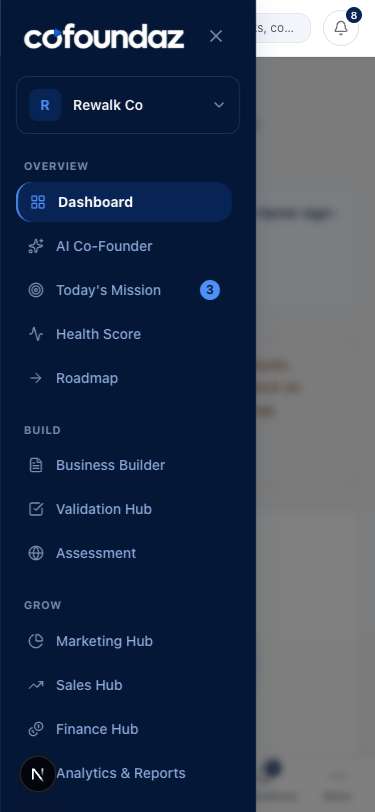 cofoundaz
s, co...
8
R
Rewalk Co
OVERVIEW
Dashboard
AI Co-Founder
Today's Mission
3
Health Score
Roadmap
BUILD
Business Builder
Validation Hub
Assessment
GROW
Marketing Hub
Sales Hub
Finance Hub
N
Analytics & Reports